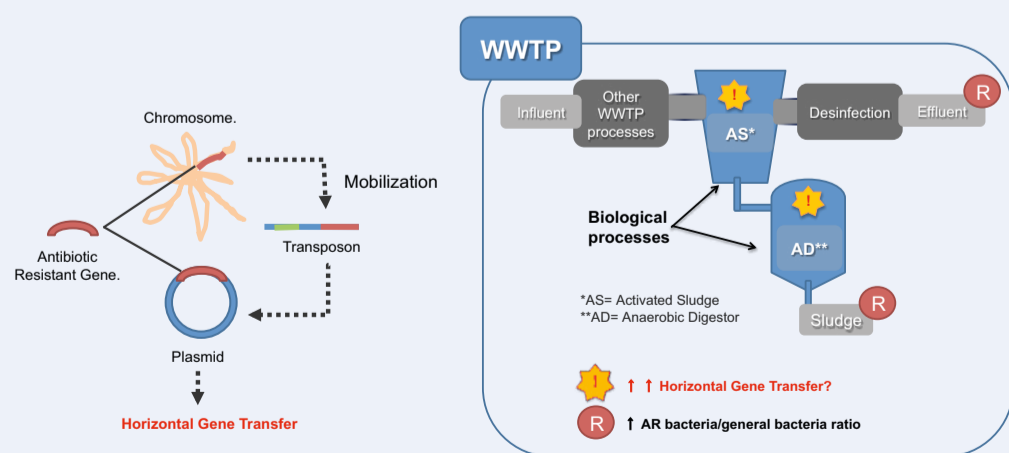 Chromosome.
Mobilization
Antibiotic
Resistant Gene.
Transposon
Plasmid
Horizontal Gene Transfer
WWTP
Influent
Other
WWTP
processes
!
AS*
Desinfection
Effluent
R
Biological
processes
!
AD**
*AS= Activated Sludge
**AD= Anaerobic Digestor
Sludge
R
! ↑ ↑ Horizontal Gene Transfer?
R ↑ AR bacteria/general bacteria ratio